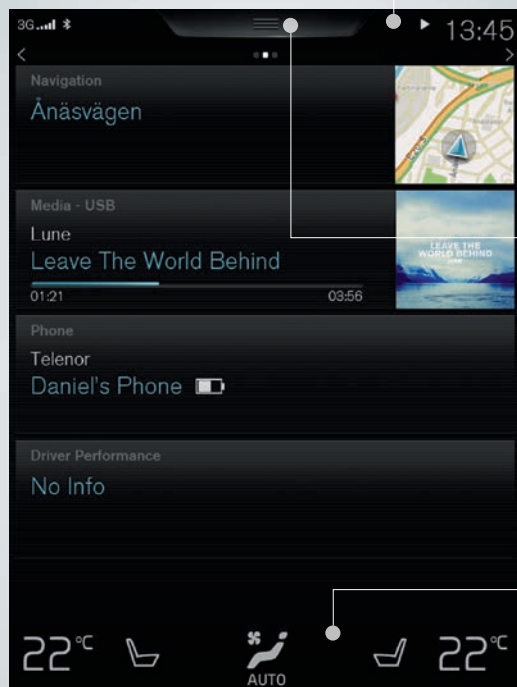 3G
13:45
Navigation
Ånäsvägen
Media - USB
Lune
Leave The World Behind
01:21
03:56
LEAVE THE
WORLD BEHIND
Phone
Telenor
Daniel's Phone
Driver Performance
No Info
22°C
AUTO
22°C